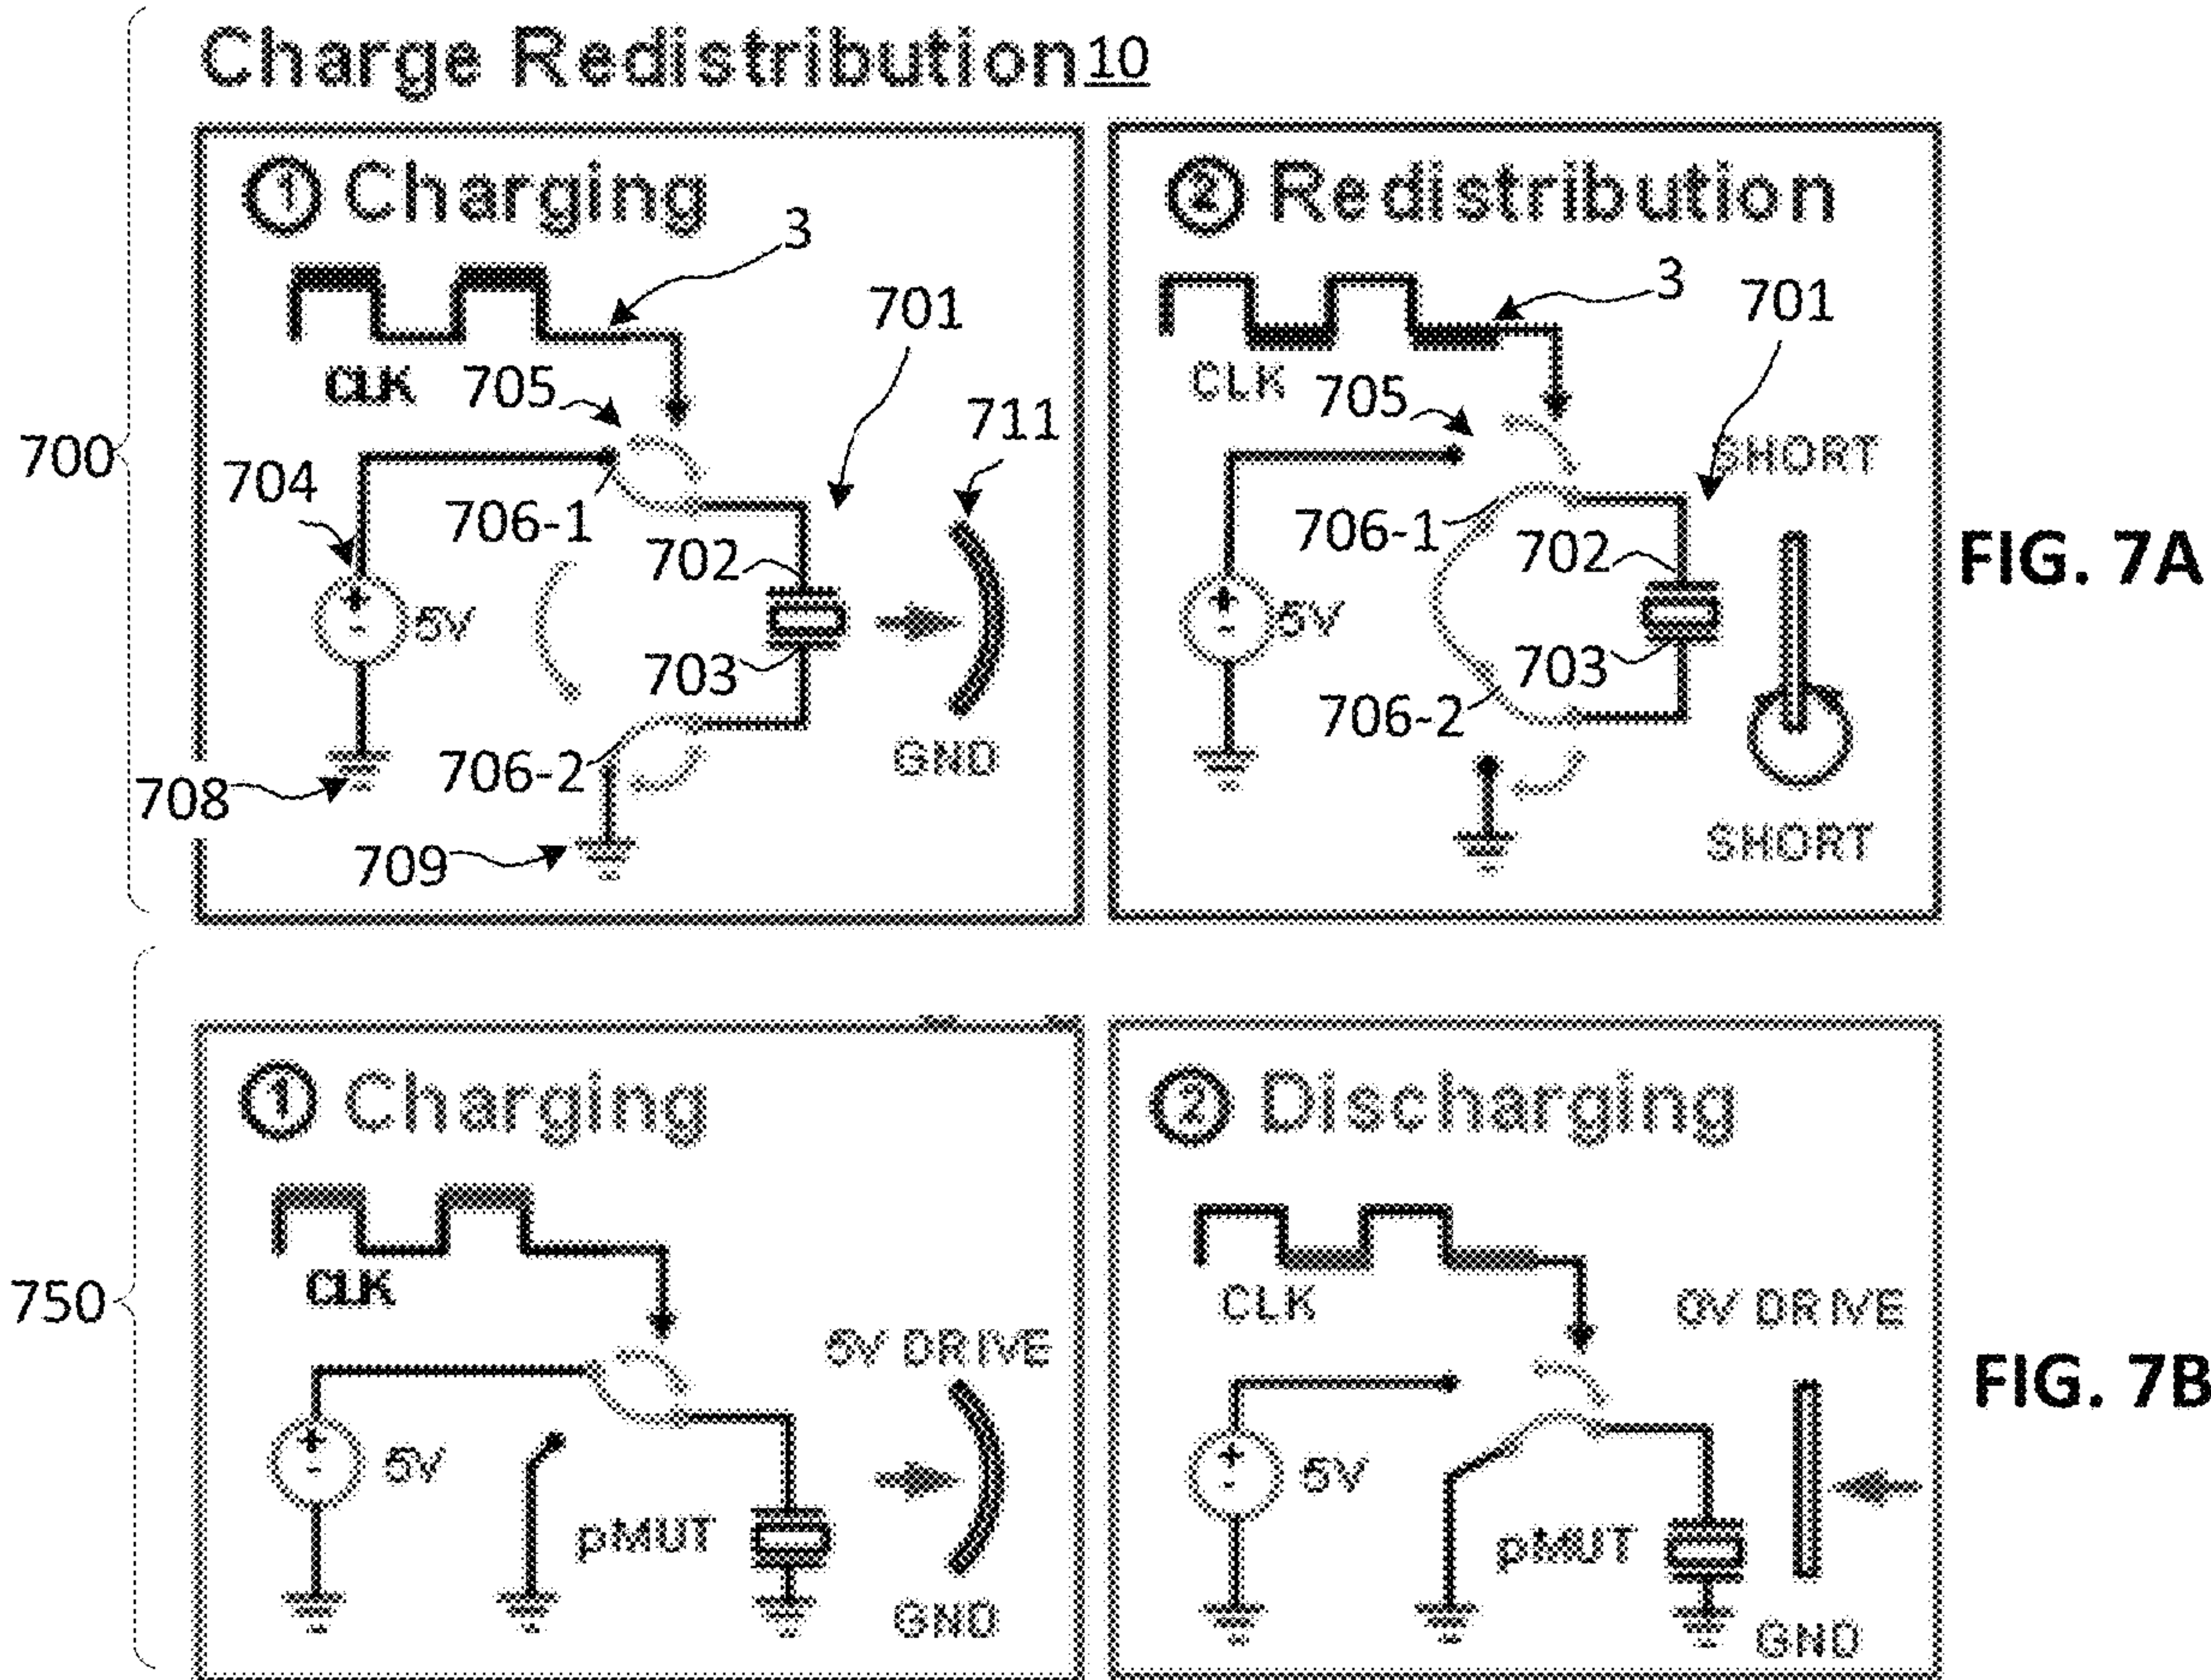 Charge Redistribution 10
① Charging
3
701
CLK
705
711
704
706-1
702
+
-
5V
703
706-2
GND
708
709
② Redistribution
3
701
CLK
705
SHORT
706-1
702
+
-
5V
703
706-2
SHORT
700
FIG. 7A
① Charging
CLK
5V DRIVE
+
-
5V
pMUT
GND
② Discharging
CLK
0V DRIVE
+
-
5V
pMUT
GND
750
FIG. 7B